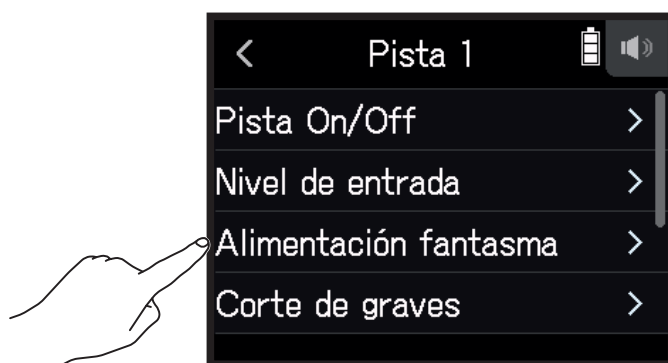 Pista 1
Pista On/Off
Nivel de entrada
Alimentación fantasma
Corte de graves